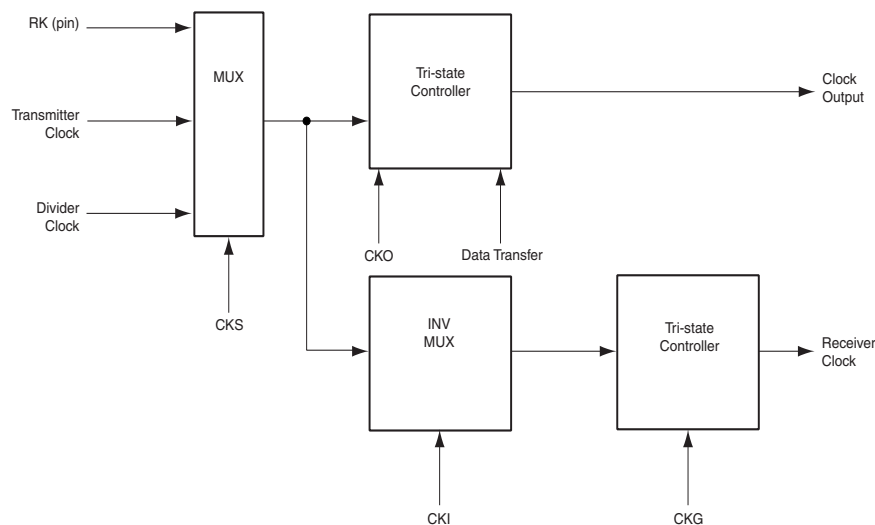 RK (pin)
MUX
Tri-state
Controller
Clock
Output
Transmitter
Clock
Divider
Clock
CKO
Data Transfer
CKS
INV
MUX
Tri-state
Controller
Receiver
Clock
CKI
CKG